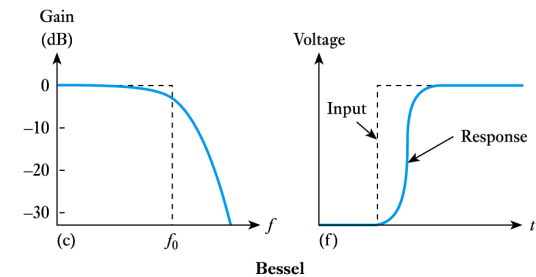 Gain
(dB)
0
–10
–20
–30
f
(c)
f₀
Voltage
Input
Response
t
(f)
Bessel